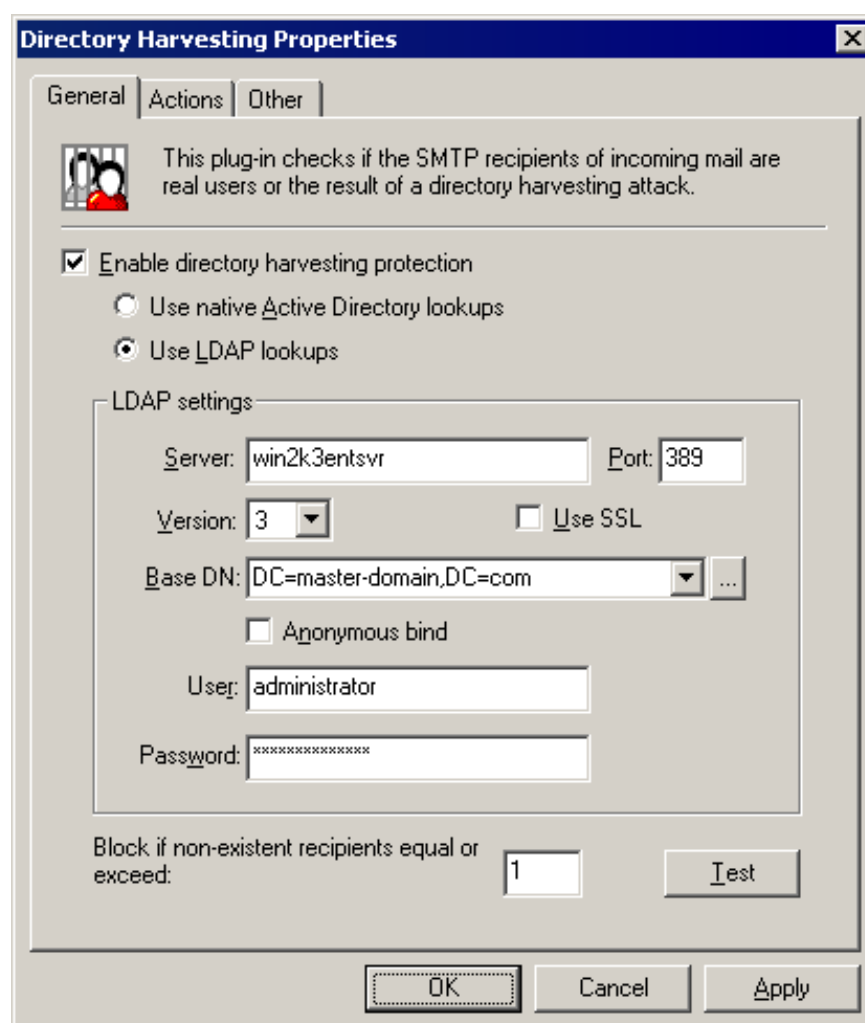 Directory Harvesting Properties
General Actions Other
This plug-in checks if the SMTP recipients of incoming mail are
real users or the result of a directory harvesting attack.
Enable directory harvesting protection
Use native Active Directory lookups
Use LDAP lookups
LDAP settings
Server: win2k3entsvr Port: 389
Version: 3 Use SSL
Base DN: DC=master-domain,DC=com ...
Anonymous bind
User: administrator
Password: **************
Block if non-existent recipients equal or
exceed: 1 Test
OK Cancel Apply